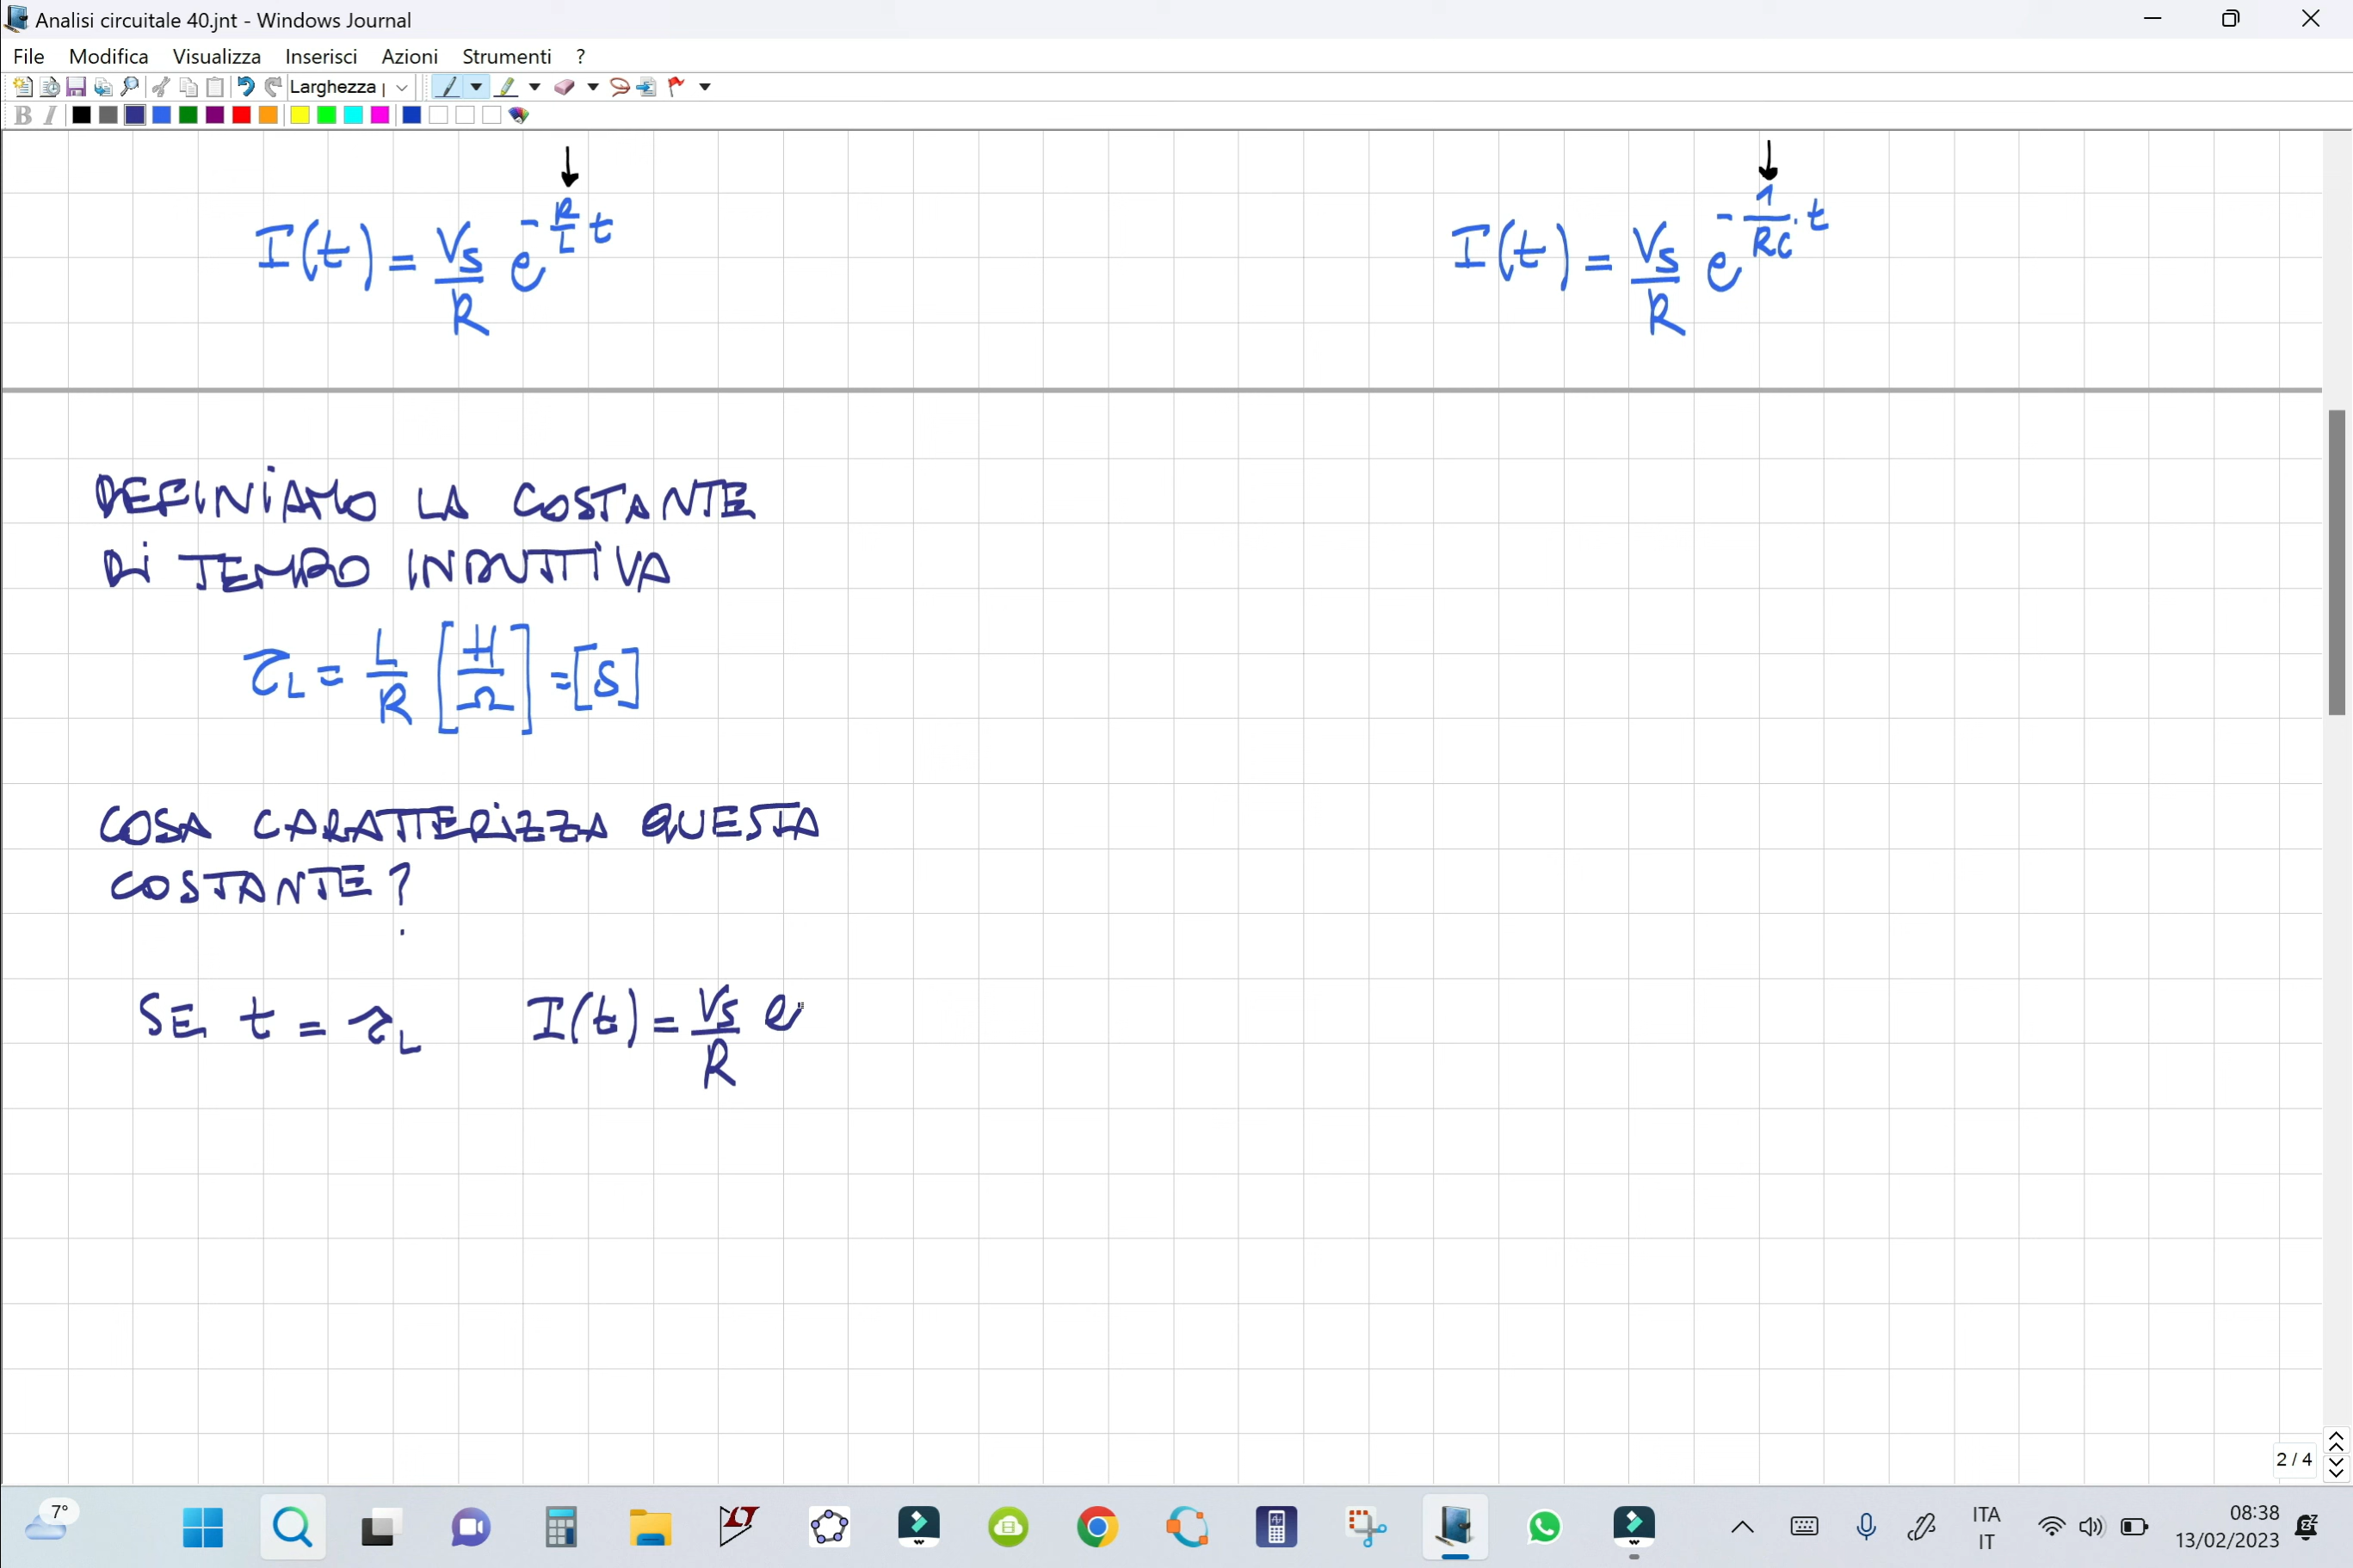 Analisi circuitale 40.jnt - Windows Journal
File Modifica Visualizza Inserisci Azioni Strumenti ?
Larghezza
B I
I(t) = Vs/R e^(-R/L t)
I(t) = Vs/R e^(-1/RC · t)
DEFINIAMO LA COSTANTE
DI TEMPO INDUTTIVA
τL = L/R [H/Ω] = [s]
COSA CARATTERIZZA QUESTA
COSTANTE?
SE t = τL I(t) = Vs/R e
2 / 4
7°
LT
ITA
IT
08:38
13/02/2023